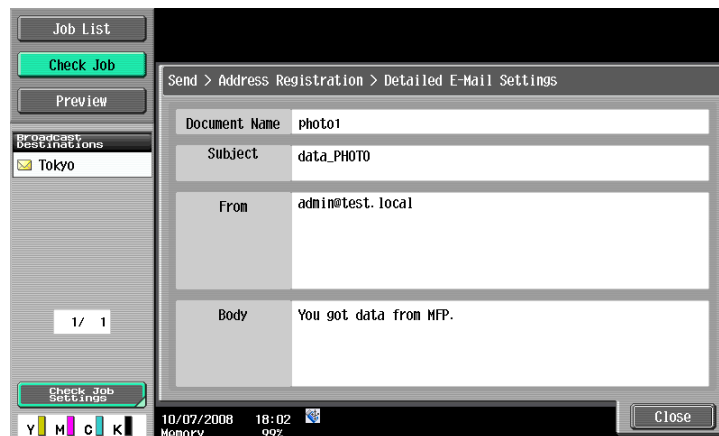 Job List
Check Job
Preview
Broadcast
Destinations
Tokyo
1/ 1
Check Job
Settings
Y M C K
Send > Address Registration > Detailed E-Mail Settings
Document Name photo1
Subject data_PHOTO
From admin@test.local
Body You got data from MFP.
10/07/2008 18:02
Memory 99%
Close